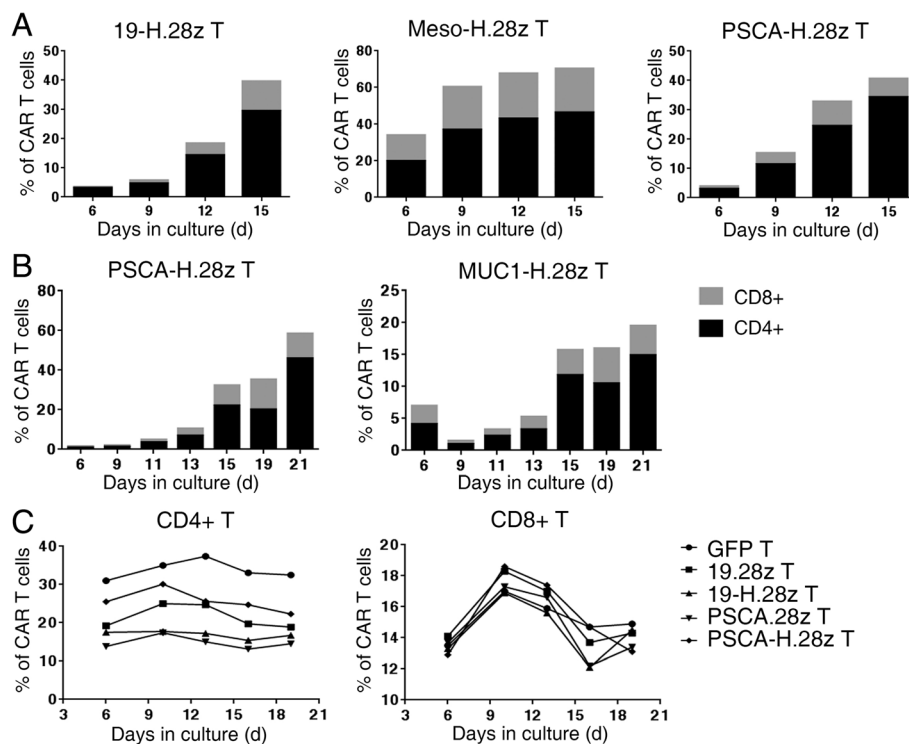 A
19-H.28z T
Meso-H.28z T
PSCA-H.28z T
% of CAR T cells
50
40
30
20
10
0
6 9 12 15
Days in culture (d)
% of CAR T cells
80
60
40
20
0
6 9 12 15
Days in culture (d)
% of CAR T cells
50
40
30
20
10
0
6 9 12 15
Days in culture (d)
B
PSCA-H.28z T
MUC1-H.28z T
% of CAR T cells
80
60
40
20
0
6 9 11 13 15 19 21
Days in culture (d)
% of CAR T cells
25
20
15
10
5
0
6 9 11 13 15 19 21
Days in culture (d)
CD8+
CD4+
C
CD4+ T
CD8+ T
% of CAR T cells
40
30
20
10
0
3 6 9 12 15 18 21
Days in culture (d)
% of CAR T cells
20
18
16
14
12
10
3 6 9 12 15 18 21
Days in culture (d)
GFP T
19.28z T
19-H.28z T
PSCA.28z T
PSCA-H.28z T